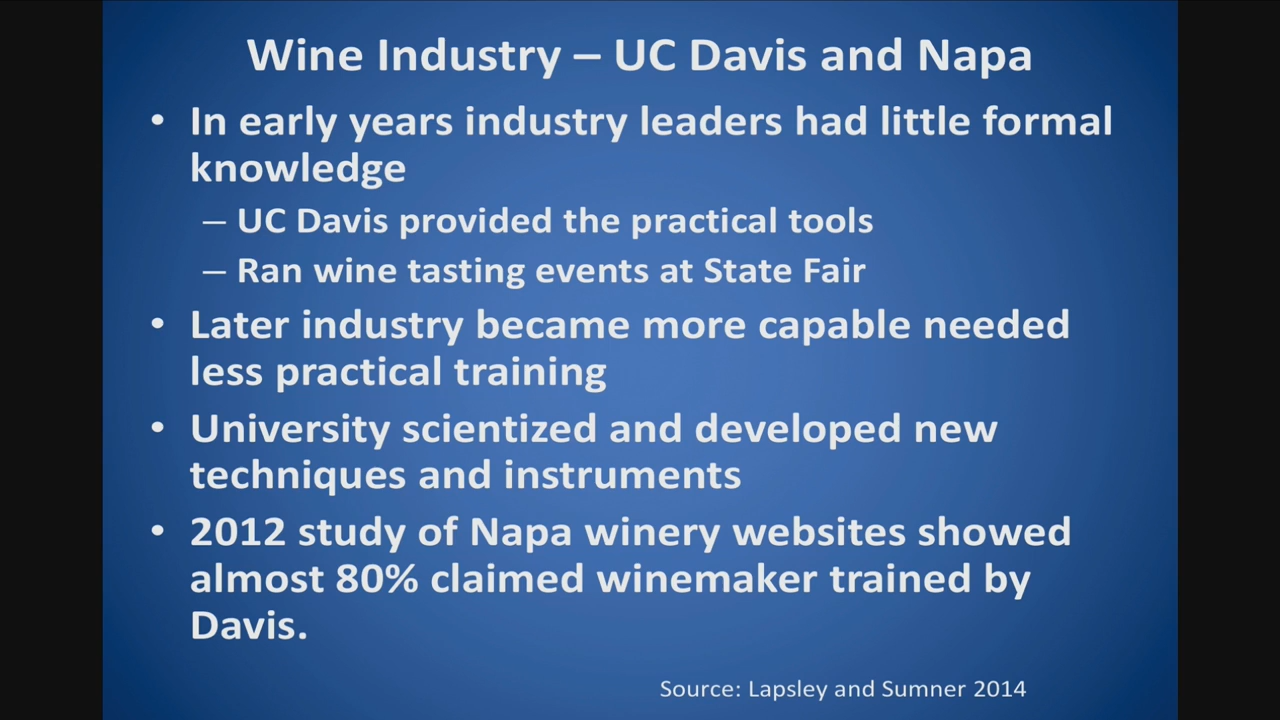 Wine Industry – UC Davis and Napa
• In early years industry leaders had little formal
knowledge
– UC Davis provided the practical tools
– Ran wine tasting events at State Fair
• Later industry became more capable needed
less practical training
• University scientized and developed new
techniques and instruments
• 2012 study of Napa winery websites showed
almost 80% claimed winemaker trained by
Davis.
Source: Lapsley and Sumner 2014